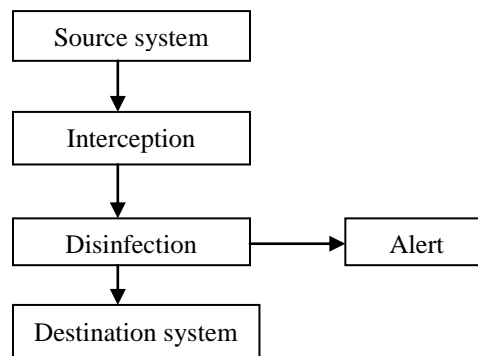 Source system
Interception
Disinfection
Alert
Destination system